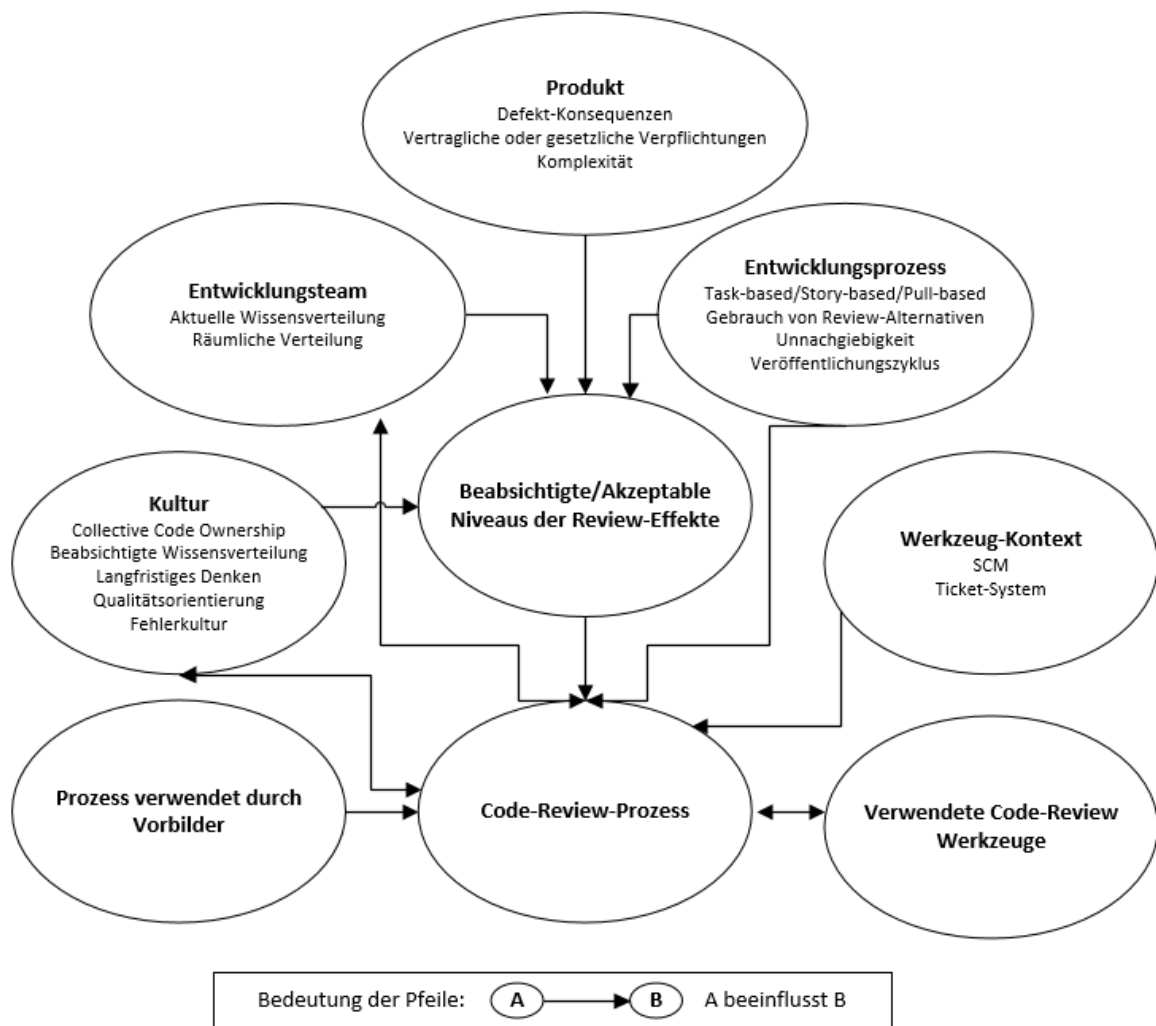 Produkt
Defekt-Konsequenzen
Vertragliche oder gesetzliche Verpflichtungen
Komplexität
Entwicklungsteam
Aktuelle Wissensverteilung
Räumliche Verteilung
Entwicklungsprozess
Task-based/Story-based/Pull-based
Gebrauch von Review-Alternativen
Unnachgiebigkeit
Veröffentlichungszyklus
Kultur
Collective Code Ownership
Beabsichtigte Wissensverteilung
Langfristiges Denken
Qualitätsorientierung
Fehlerkultur
Beabsichtigte/Akzeptable
Niveaus der Review-Effekte
Werkzeug-Kontext
SCM
Ticket-System
Prozess verwendet durch
Vorbilder
Code-Review-Prozess
Verwendete Code-Review
Werkzeuge
Bedeutung der Pfeile: A B A beeinflusst B